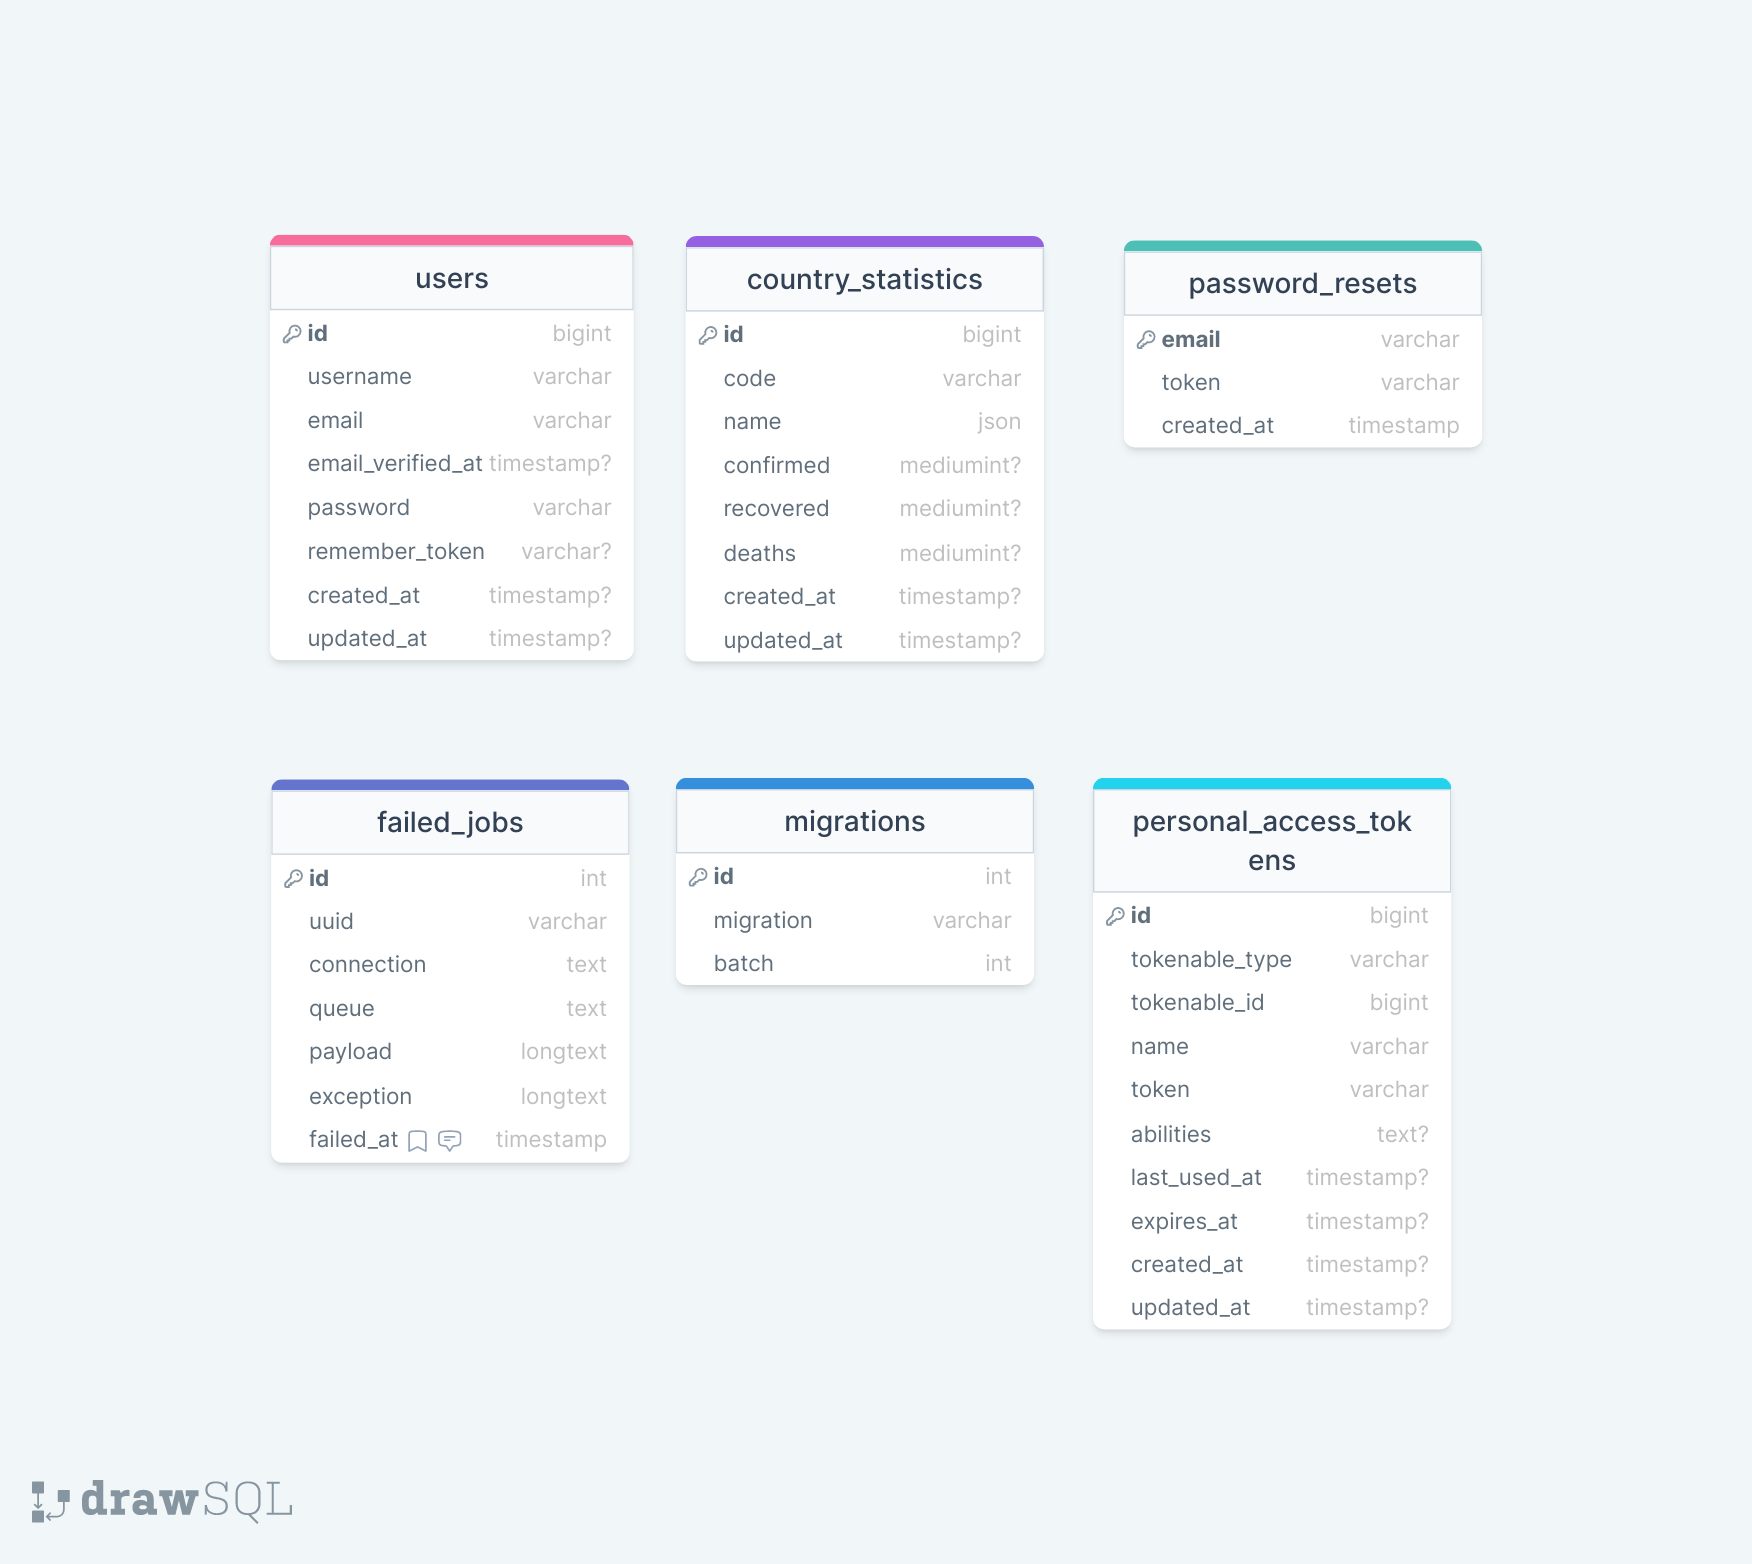 users
id bigint
username varchar
email varchar
email_verified_at timestamp?
password varchar
remember_token varchar?
created_at timestamp?
updated_at timestamp?
country_statistics
id bigint
code varchar
name json
confirmed mediumint?
recovered mediumint?
deaths mediumint?
created_at timestamp?
updated_at timestamp?
password_resets
email varchar
token varchar
created_at timestamp
failed_jobs
id int
uuid varchar
connection text
queue text
payload longtext
exception longtext
failed_at timestamp
migrations
id int
migration varchar
batch int
personal_access_tok
ens
id bigint
tokenable_type varchar
tokenable_id bigint
name varchar
token varchar
abilities text?
last_used_at timestamp?
expires_at timestamp?
created_at timestamp?
updated_at timestamp?
drawSQL